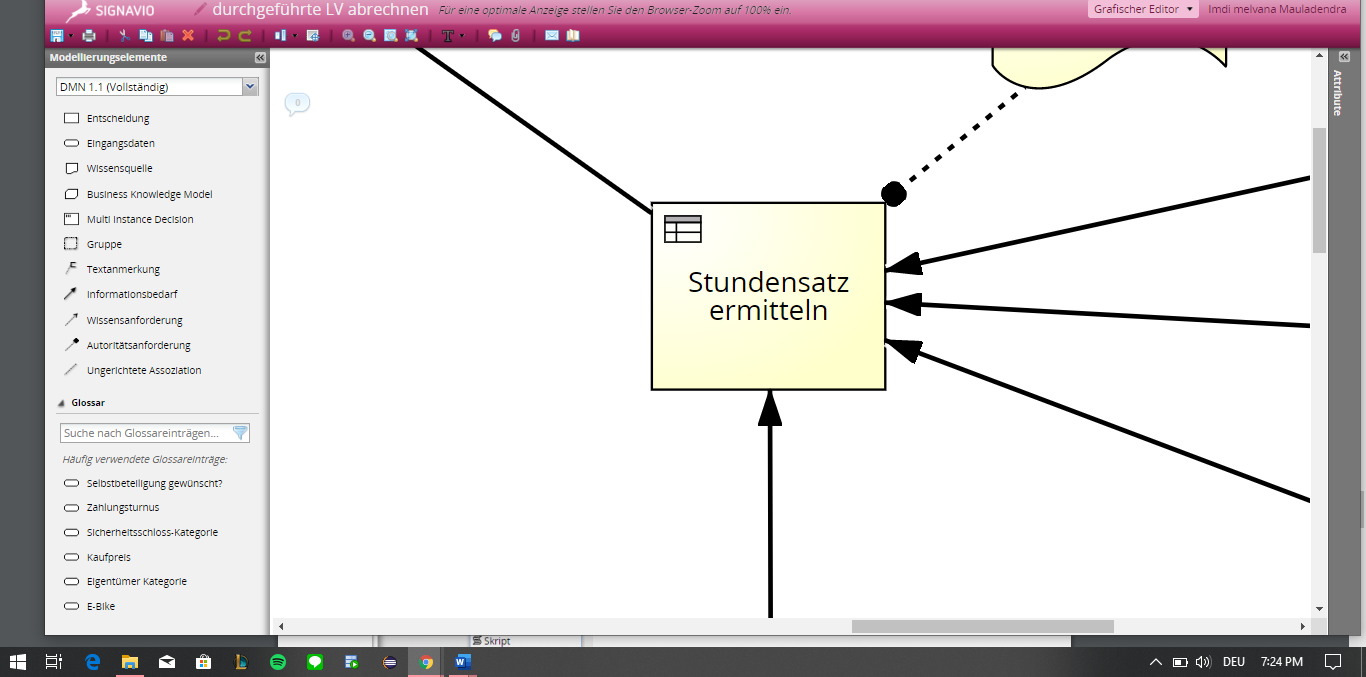 SIGNAVIO
durchgeführte LV abrechnen
Für eine optimale Anzeige stellen Sie den Browser-Zoom auf 100% ein.
Grafischer Editor
Imdi melvana Mauladendra
Modellierungselemente
DMN 1.1 (Vollständig)
0
Entscheidung
Eingangsdaten
Wissensquelle
Business Knowledge Model
Multi Instance Decision
Gruppe
Textanmerkung
Informationsbedarf
Wissensanforderung
Autoritätsanforderung
Ungerichtete Assoziation
Glossar
Suche nach Glossareinträgen...
Häufig verwendete Glossareinträge:
Selbstbeteiligung gewünscht?
Zahlungsturnus
Sicherheitsschloss-Kategorie
Kaufpreis
Eigentümer Kategorie
E-Bike
Stundensatz
ermitteln
Attribute
Skript
DEU
7:24 PM